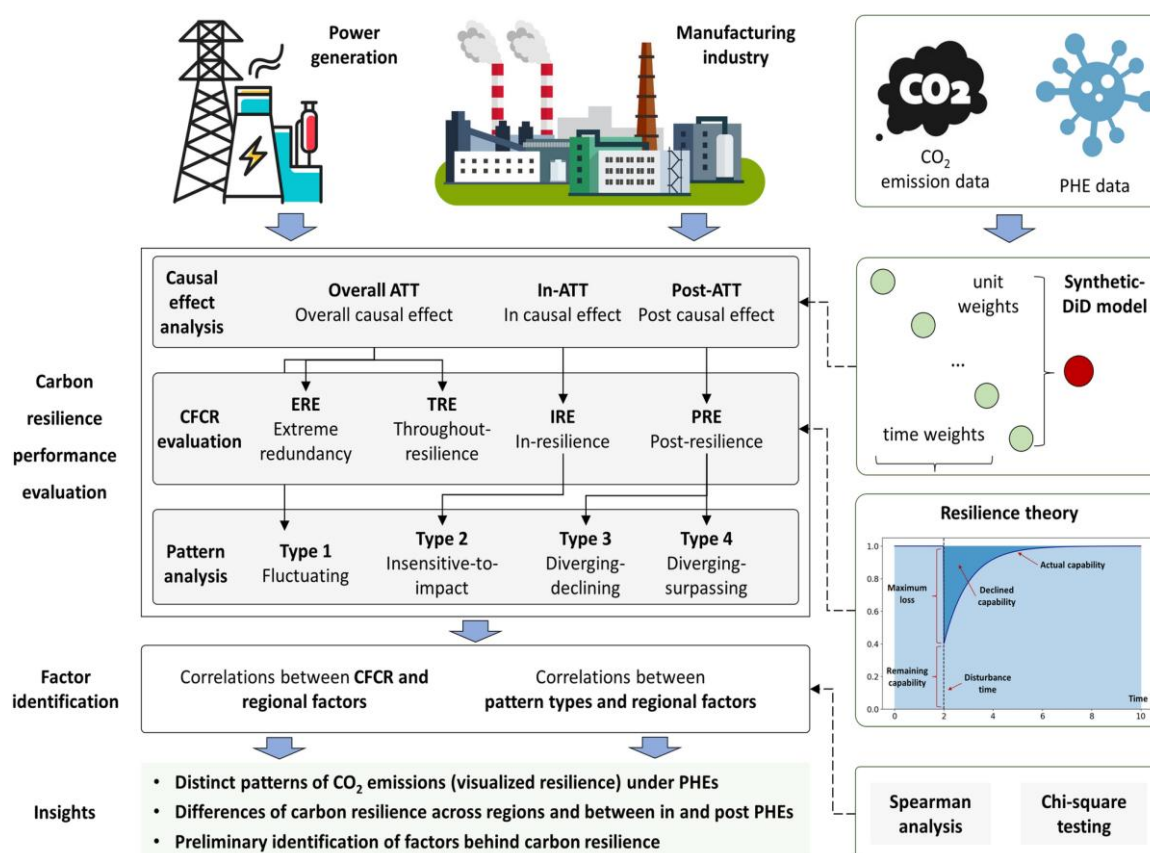 Power
generation
Manufacturing
industry
CO2
CO₂
emission data
PHE data
Causal
effect
analysis
Overall ATT
Overall causal effect
In-ATT
In causal effect
Post-ATT
Post causal effect
unit
weights
Synthetic-
DiD model
...
time weights
Carbon
resilience
performance
evaluation
CFCR
evaluation
ERE
Extreme
redundancy
TRE
Throughout-
resilience
IRE
In-resilience
PRE
Post-resilience
Pattern
analysis
Type 1
Fluctuating
Type 2
Insensitive-to-
impact
Type 3
Diverging-
declining
Type 4
Diverging-
surpassing
Resilience theory
1.0
0.8
0.6
0.4
0.2
0.0
Maximum
loss
Remaining
capability
Declined
capability
Actual capability
Disturbance
time
Time
0
2
4
6
8
10
Factor
identification
Correlations between CFCR and
regional factors
Correlations between
pattern types and regional factors
Insights
• Distinct patterns of CO₂ emissions (visualized resilience) under PHEs
• Differences of carbon resilience across regions and between in and post PHEs
• Preliminary identification of factors behind carbon resilience
Spearman
analysis
Chi-square
testing